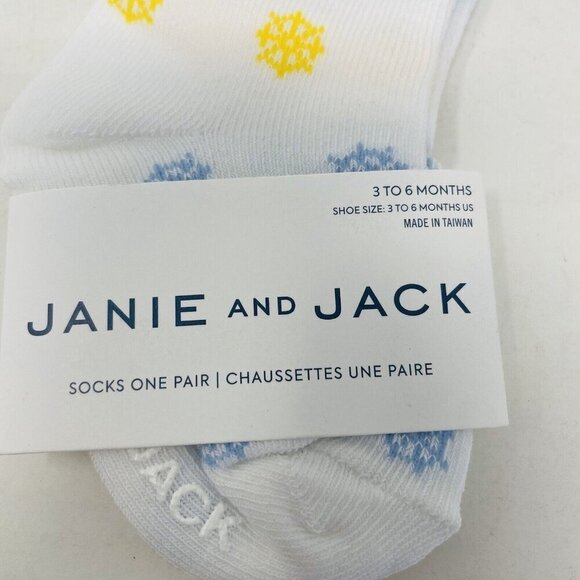 3 TO 6 MONTHS
SHOE SIZE: 3 TO 6 MONTHS US
MADE IN TAIWAN
JANIE AND JACK
SOCKS ONE PAIR | CHAUSSETTES UNE PAIRE
JACK